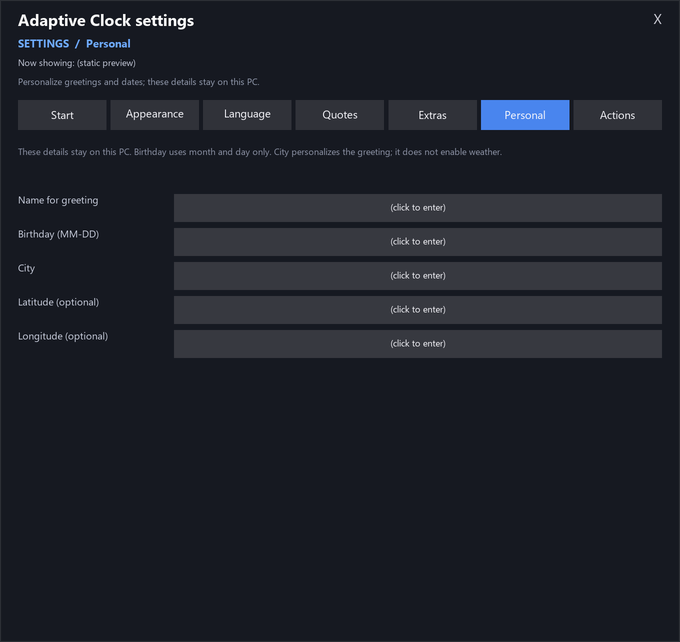 Adaptive Clock settings X
SETTINGS / Personal
Now showing: (static preview)
Personalize greetings and dates; these details stay on this PC.
Start Appearance Language Quotes Extras Personal Actions
These details stay on this PC. Birthday uses month and day only. City personalizes the greeting; it does not enable weather.
Name for greeting (click to enter)
Birthday (MM-DD) (click to enter)
City (click to enter)
Latitude (optional) (click to enter)
Longitude (optional) (click to enter)